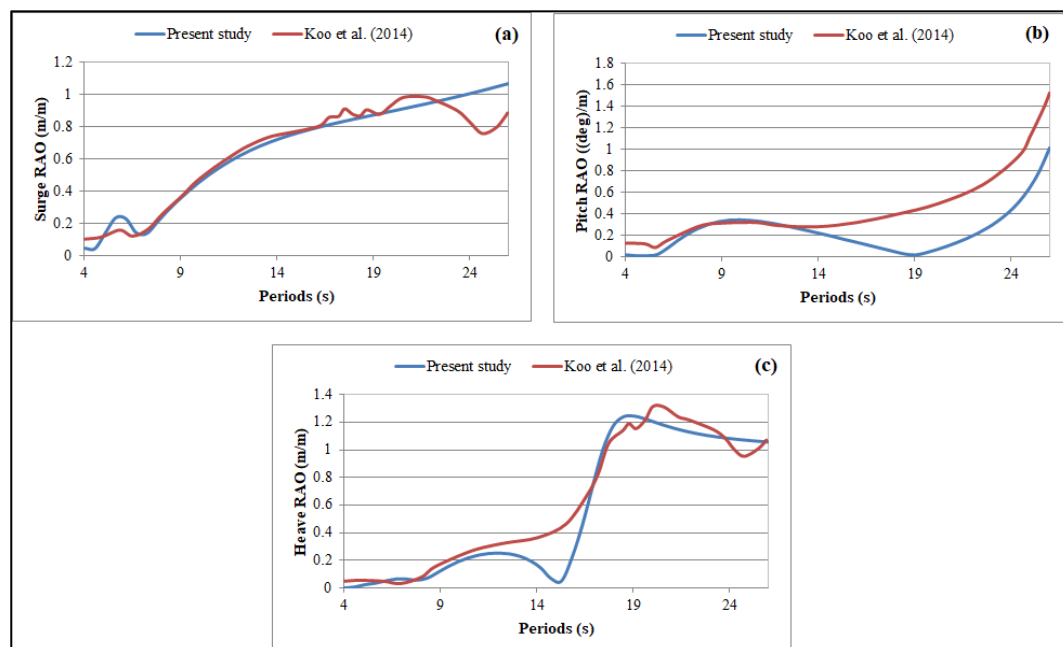 Present study Koo et al. (2014) (a)
Surge RAO (m/m)
1.2
1
0.8
0.6
0.4
0.2
0
4 9 14 19 24
Periods (s)
Present study Koo et al. (2014) (b)
Pitch RAO ((deg)/m)
1.8
1.6
1.4
1.2
1
0.8
0.6
0.4
0.2
0
4 9 14 19 24
Periods (s)
Present study Koo et al. (2014) (c)
Heave RAO (m/m)
1.4
1.2
1
0.8
0.6
0.4
0.2
0
4 9 14 19 24
Periods (s)